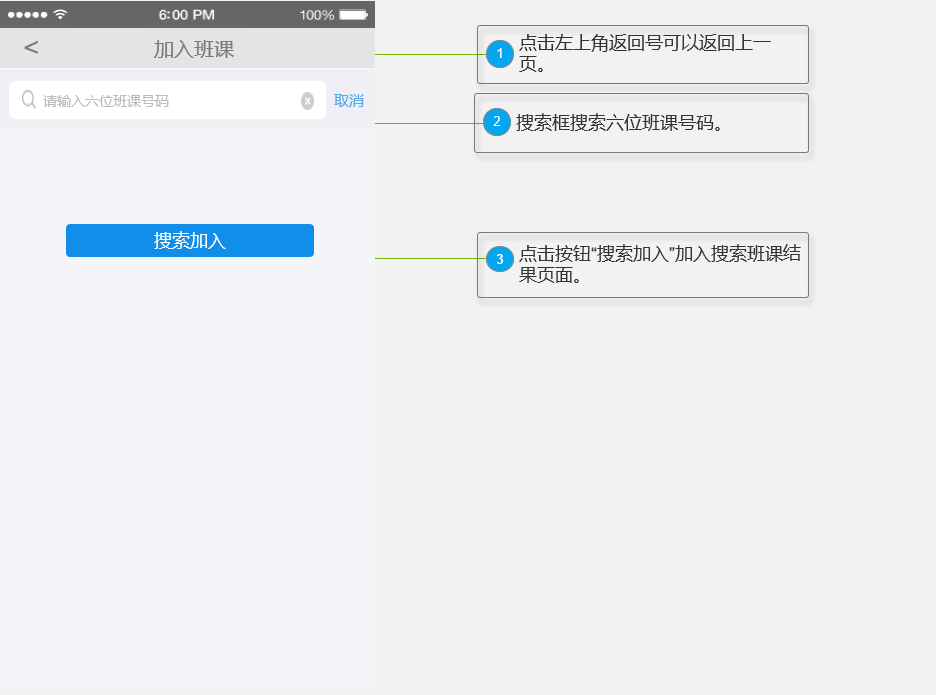 6:00 PM 100%
< 加入班课
请输入六位班课号码 x 取消
搜索加入
1 点击左上角返回号可以返回上一
页。
2 搜索框搜索六位班课号码。
3 点击按钮“搜索加入”加入搜索班课结
果页面。